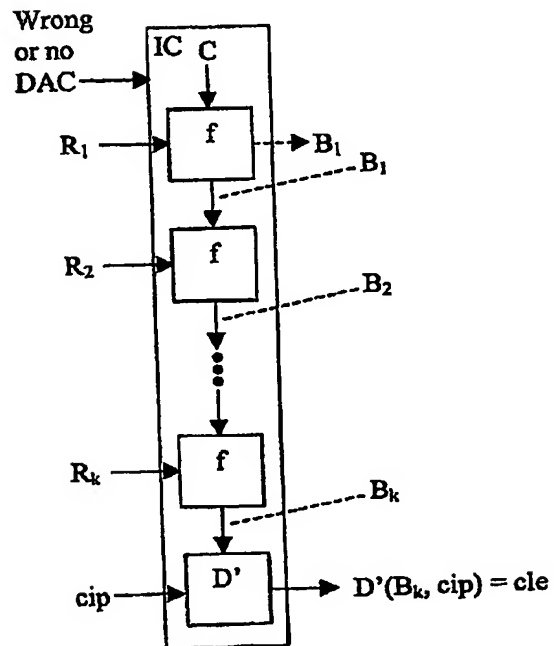 Wrong
or no
DAC
IC C
R₁
f
B₁
B₁
R₂
f
B₂
Rₖ
f
Bₖ
cip
D'
D'(Bₖ, cip) = cle